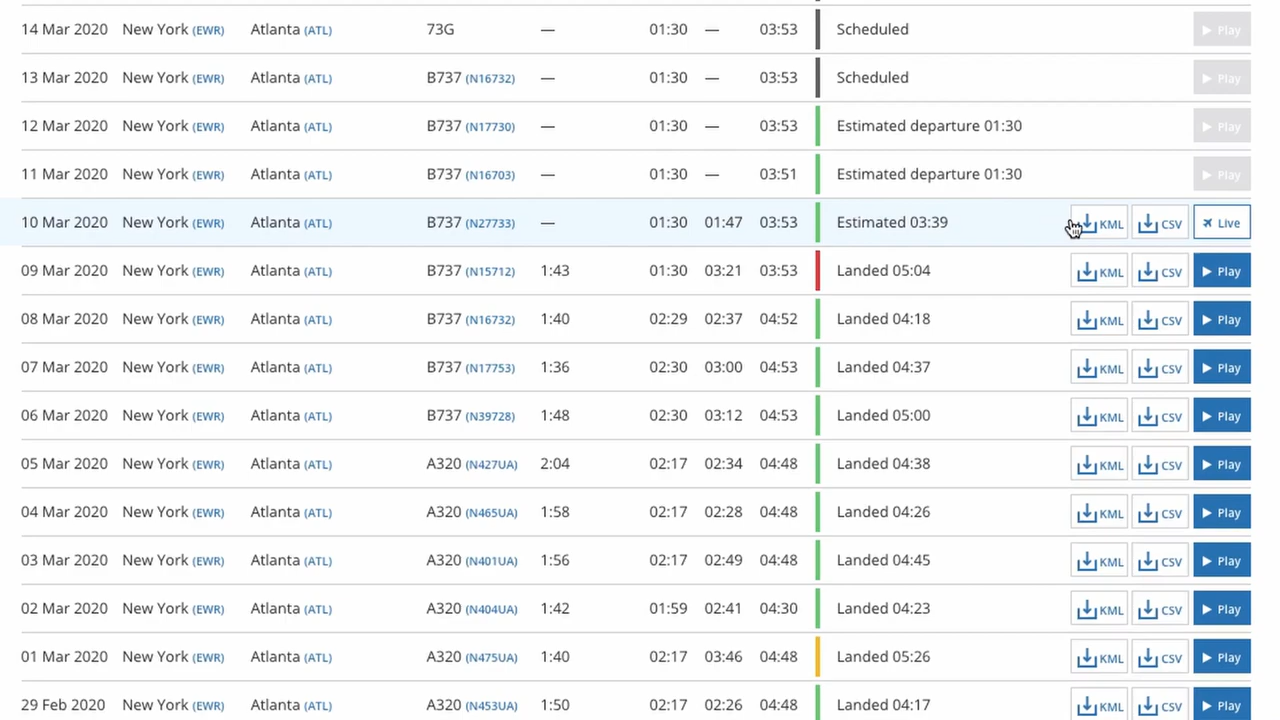 14 Mar 2020 New York (EWR) Atlanta (ATL) 73G — 01:30 — 03:53 Scheduled Play
13 Mar 2020 New York (EWR) Atlanta (ATL) B737 (N16732) — 01:30 — 03:53 Scheduled Play
12 Mar 2020 New York (EWR) Atlanta (ATL) B737 (N17730) — 01:30 — 03:53 Estimated departure 01:30 Play
11 Mar 2020 New York (EWR) Atlanta (ATL) B737 (N16703) — 01:30 — 03:51 Estimated departure 01:30 Play
10 Mar 2020 New York (EWR) Atlanta (ATL) B737 (N27733) — 01:30 01:47 03:53 Estimated 03:39 KML CSV Live
09 Mar 2020 New York (EWR) Atlanta (ATL) B737 (N15712) 1:43 01:30 03:21 03:53 Landed 05:04 KML CSV Play
08 Mar 2020 New York (EWR) Atlanta (ATL) B737 (N16732) 1:40 02:29 02:37 04:52 Landed 04:18 KML CSV Play
07 Mar 2020 New York (EWR) Atlanta (ATL) B737 (N17753) 1:36 02:30 03:00 04:53 Landed 04:37 KML CSV Play
06 Mar 2020 New York (EWR) Atlanta (ATL) B737 (N39728) 1:48 02:30 03:12 04:53 Landed 05:00 KML CSV Play
05 Mar 2020 New York (EWR) Atlanta (ATL) A320 (N427UA) 2:04 02:17 02:34 04:48 Landed 04:38 KML CSV Play
04 Mar 2020 New York (EWR) Atlanta (ATL) A320 (N465UA) 1:58 02:17 02:28 04:48 Landed 04:26 KML CSV Play
03 Mar 2020 New York (EWR) Atlanta (ATL) A320 (N401UA) 1:56 02:17 02:49 04:48 Landed 04:45 KML CSV Play
02 Mar 2020 New York (EWR) Atlanta (ATL) A320 (N404UA) 1:42 01:59 02:41 04:30 Landed 04:23 KML CSV Play
01 Mar 2020 New York (EWR) Atlanta (ATL) A320 (N475UA) 1:40 02:17 03:46 04:48 Landed 05:26 KML CSV Play
29 Feb 2020 New York (EWR) Atlanta (ATL) A320 (N453UA) 1:50 02:17 02:26 04:48 Landed 04:17 KML CSV Play